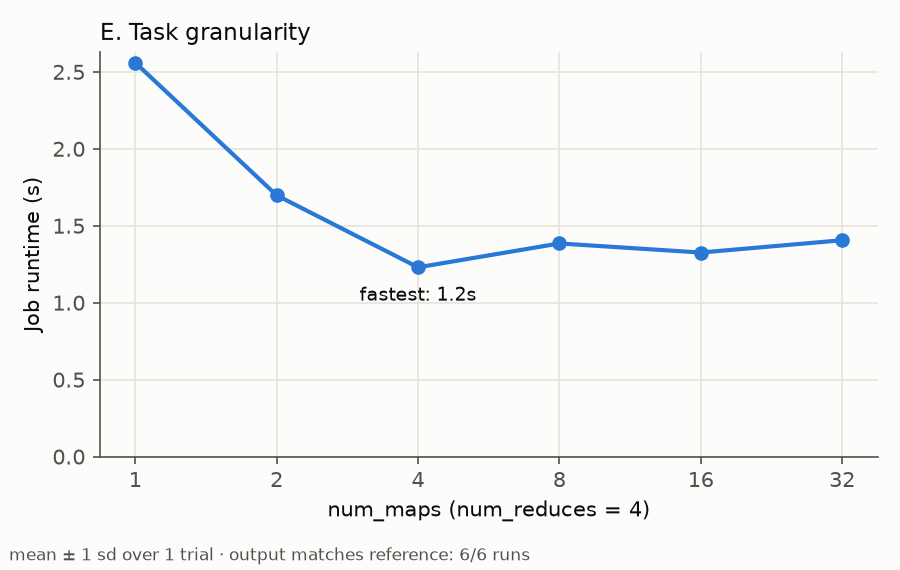 E. Task granularity
Job runtime (s)
2.5
2.0
1.5
1.0
0.5
0.0
fastest: 1.2s
1 2 4 8 16 32
num_maps (num_reduces = 4)
mean ± 1 sd over 1 trial · output matches reference: 6/6 runs